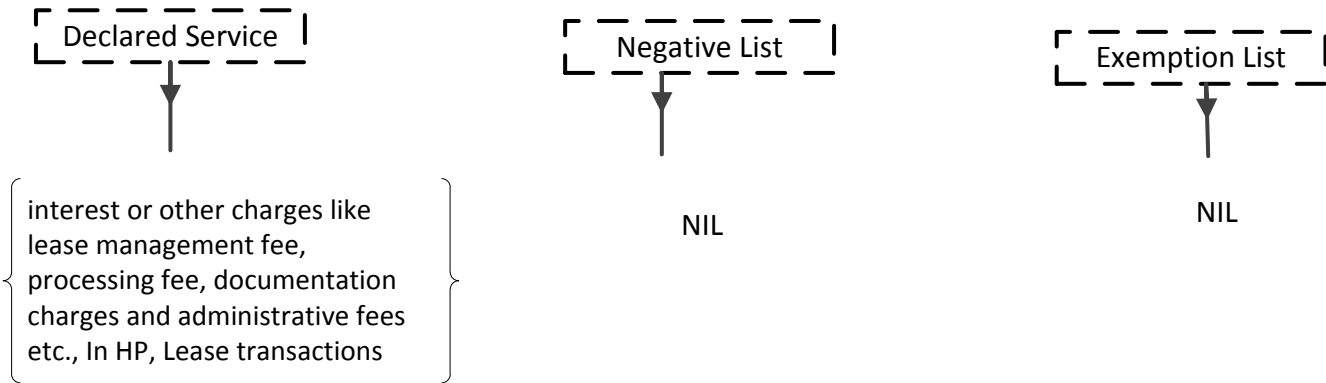 Declared Service
Negative List
Exemption List
interest or other charges like
lease management fee,
processing fee, documentation
charges and administrative fees
etc., In HP, Lease transactions
NIL
NIL